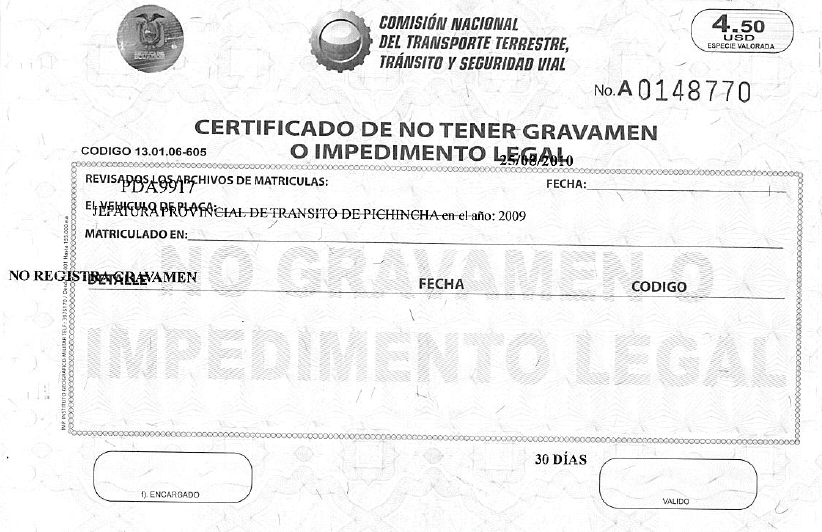 COMISIÓN NACIONAL
DEL TRANSPORTE TERRESTRE,
TRÁNSITO Y SEGURIDAD VIAL
4.50
USD
ESPECIE VALORADA
No. A 0148770
CERTIFICADO DE NO TENER GRAVAMEN
O IMPEDIMENTO LEGAL
CODIGO 13.01.06-605
25/08/2010
REVISADOS LOS ARCHIVOS DE MATRICULAS:
FECHA:
PDA9917
EL VEHICULO DE PLACA:
JEFATURA PROVINCIAL DE TRANSITO DE PICHINCHA en el año: 2009
MATRICULADO EN:
NO REGISTRA GRAVAMEN
DETALLE
FECHA
CODIGO
NO GRAVAMEN O
IMPEDIMENTO LEGAL
30 DÍAS
f). ENCARGADO
VALIDO